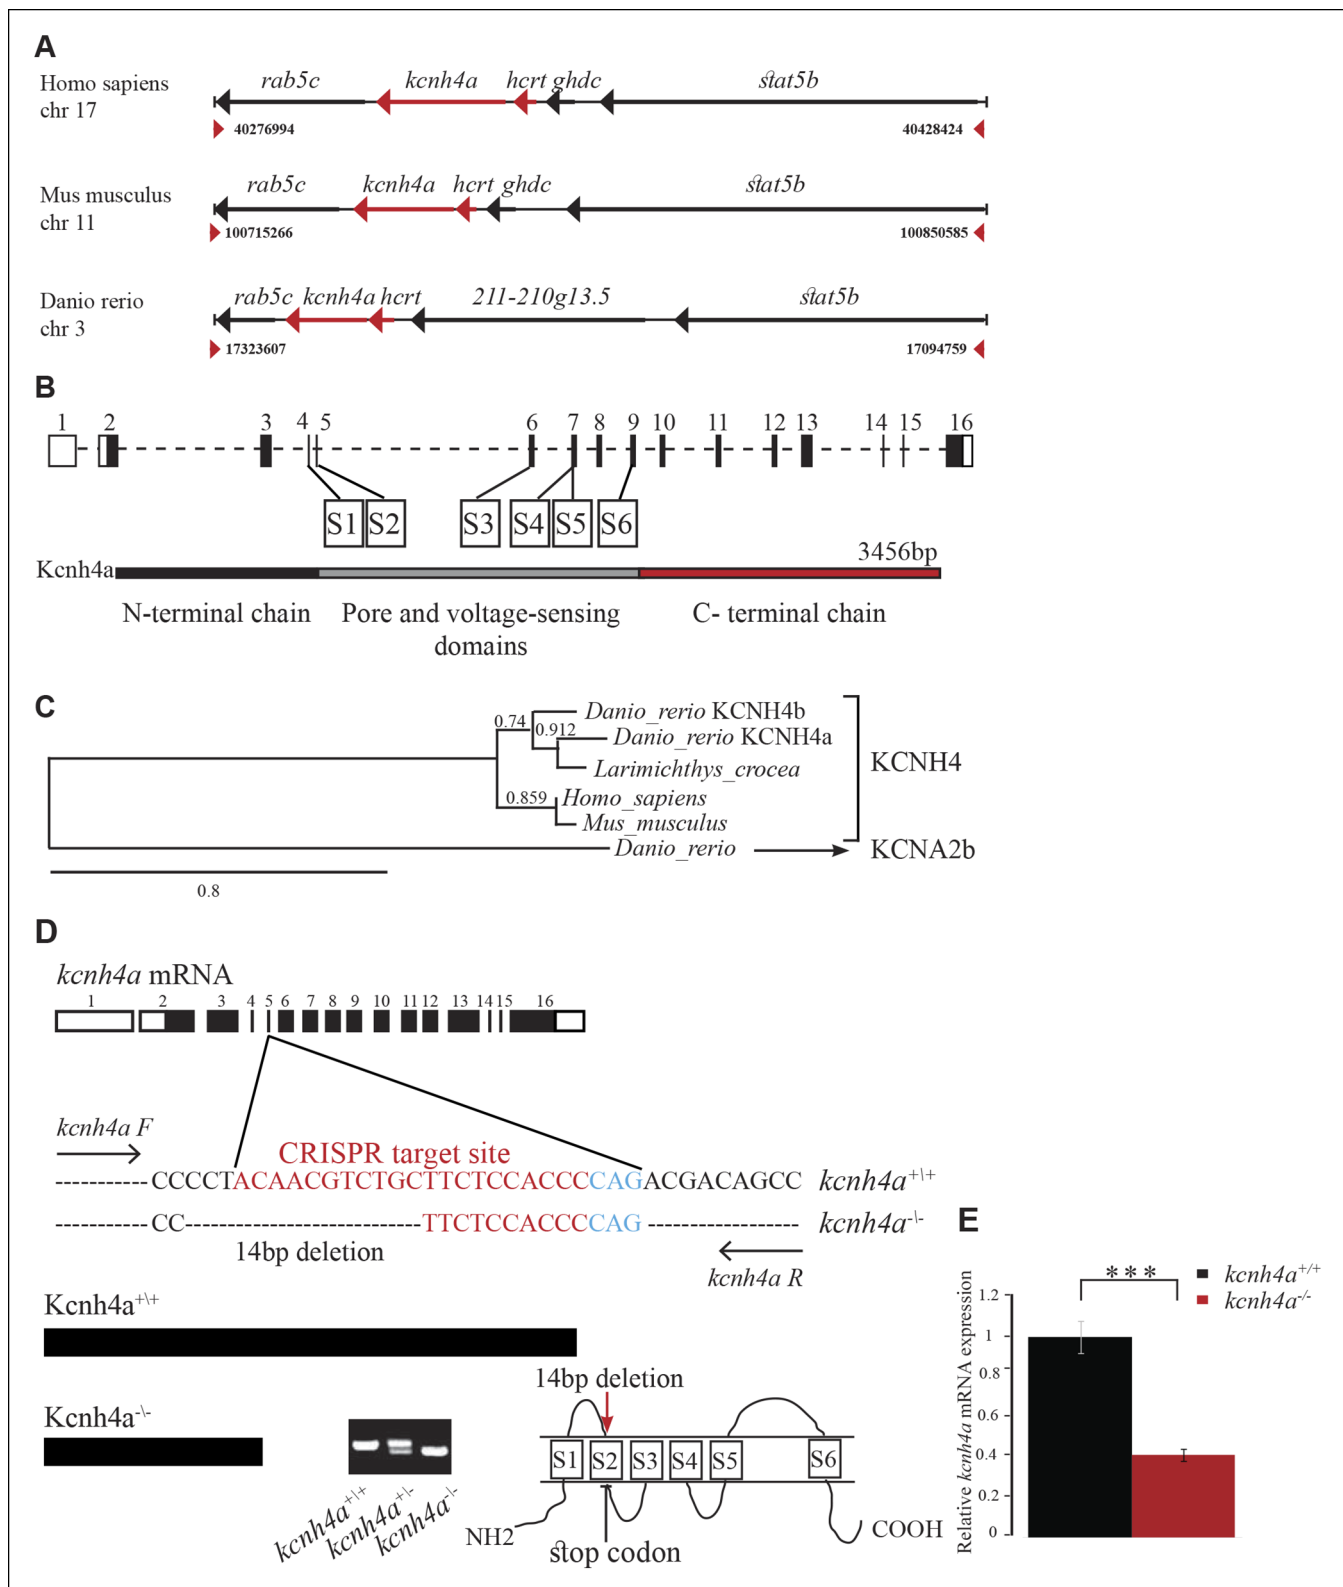 A
Homo sapiens
chr 17
rab5c kcnh4a hcrt ghdc stat5b
40276994 40428424
Mus musculus
chr 11
rab5c kcnh4a hcrt ghdc stat5b
100715266 100850585
Danio rerio
chr 3
rab5c kcnh4a hcrt 211-210g13.5 stat5b
17323607 17094759
B
1 2 3 4 5 6 7 8 9 10 11 12 13 14 15 16
S1 S2 S3 S4 S5 S6
3456bp
Kcnh4a
N-terminal chain Pore and voltage-sensing domains C- terminal chain
C
0.74 Danio_rerio KCNH4b
0.912 Danio_rerio KCNH4a
KCNH4
Larimichthys_crocea
0.859 Homo_sapiens
Mus_musculus
Danio_rerio KCNA2b
0.8
D
kcnh4a mRNA
1 2 3 4 5 6 7 8 9 10 11 12 13 14 15 16
kcnh4a F
CRISPR target site
----------CCCCTACAACGTCTGCTTCTCCACCCCAGACGACAGCC kcnh4a+\+
----------CC--------------------------TTCTCCACCCCAG ---------------- kcnh4a-\-
14bp deletion
kcnh4a R
Kcnh4a+\+
Kcnh4a-\-
kcnh4a+\+
kcnh4a+\-
kcnh4a-\-
14bp deletion
S1 S2 S3 S4 S5 S6
NH2 COOH
stop codon
E
***
kcnh4a+/+
kcnh4a-/-
Relative kcnh4a mRNA expression
1.2
1
0.8
0.6
0.4
0.2
0